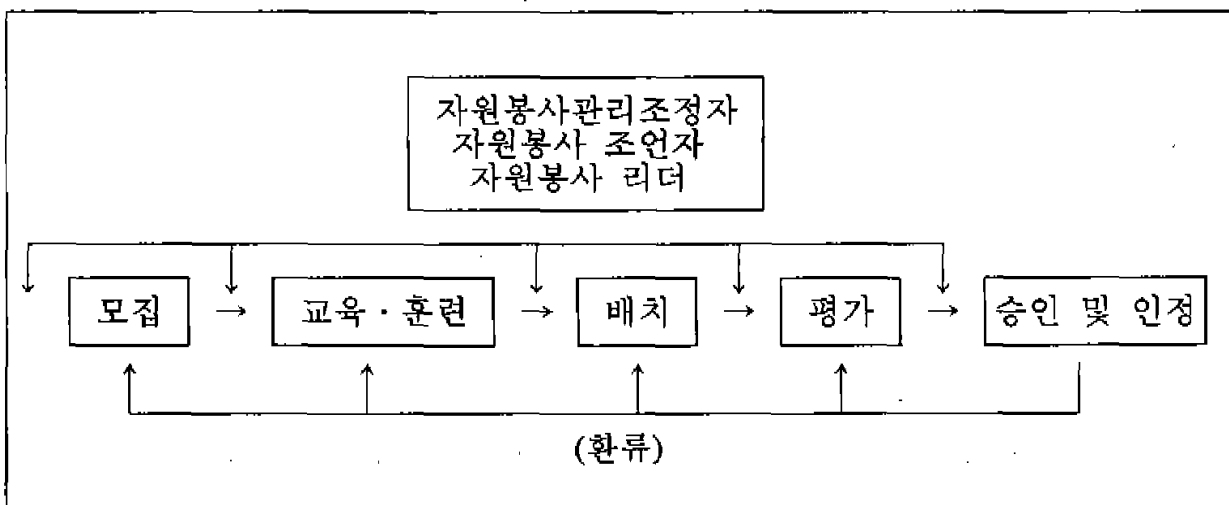 자원봉사관리조정자
자원봉사 조언자
자원봉사 리더
모집 → 교육·훈련 → 배치 → 평가 → 승인 및 인정
(환류)